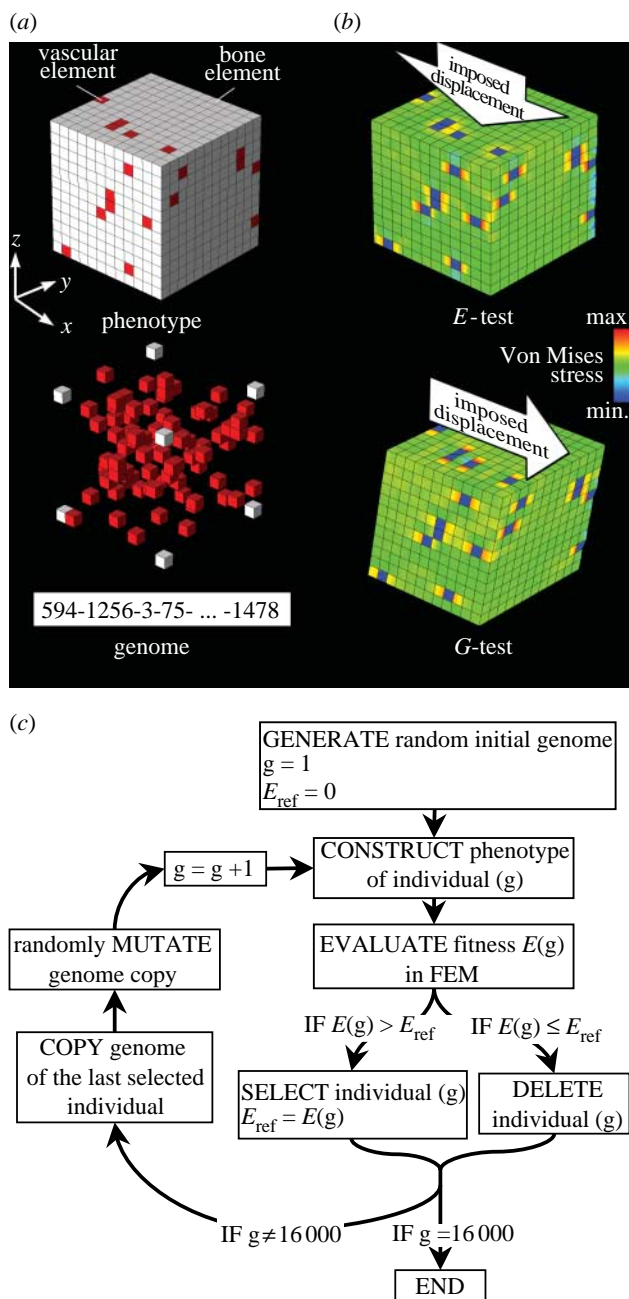 (a)
vascular
element
bone
element
z
y
x
phenotype
594-1256-3-75- ... -1478
genome
(b)
imposed
displacement
E-test
max
Von Mises
stress
min.
imposed
displacement
G-test
(c)
GENERATE random initial genome
g = 1
E_ref = 0
CONSTRUCT phenotype
of individual (g)
g = g +1
EVALUATE fitness E(g)
in FEM
randomly MUTATE
genome copy
IF E(g) > E_ref
IF E(g) ≤ E_ref
COPY genome
of the last selected
individual
SELECT individual (g)
E_ref = E(g)
DELETE
individual (g)
IF g≠16 000
IF g =16 000
END